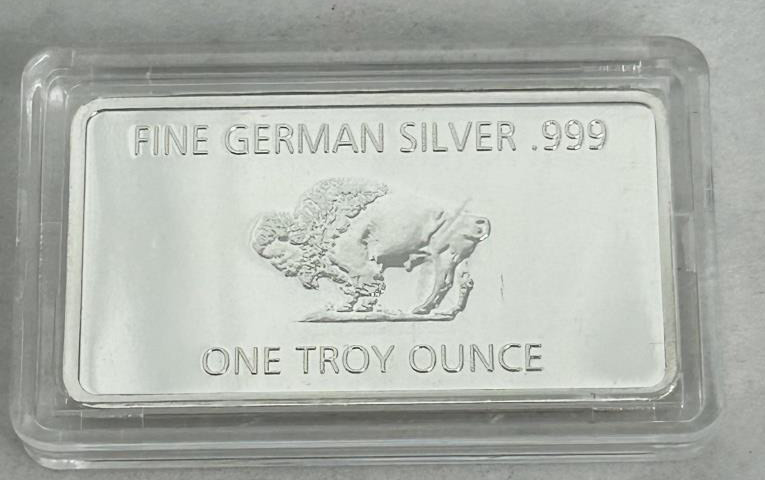 FINE GERMAN SILVER .999
ONE TROY OUNCE